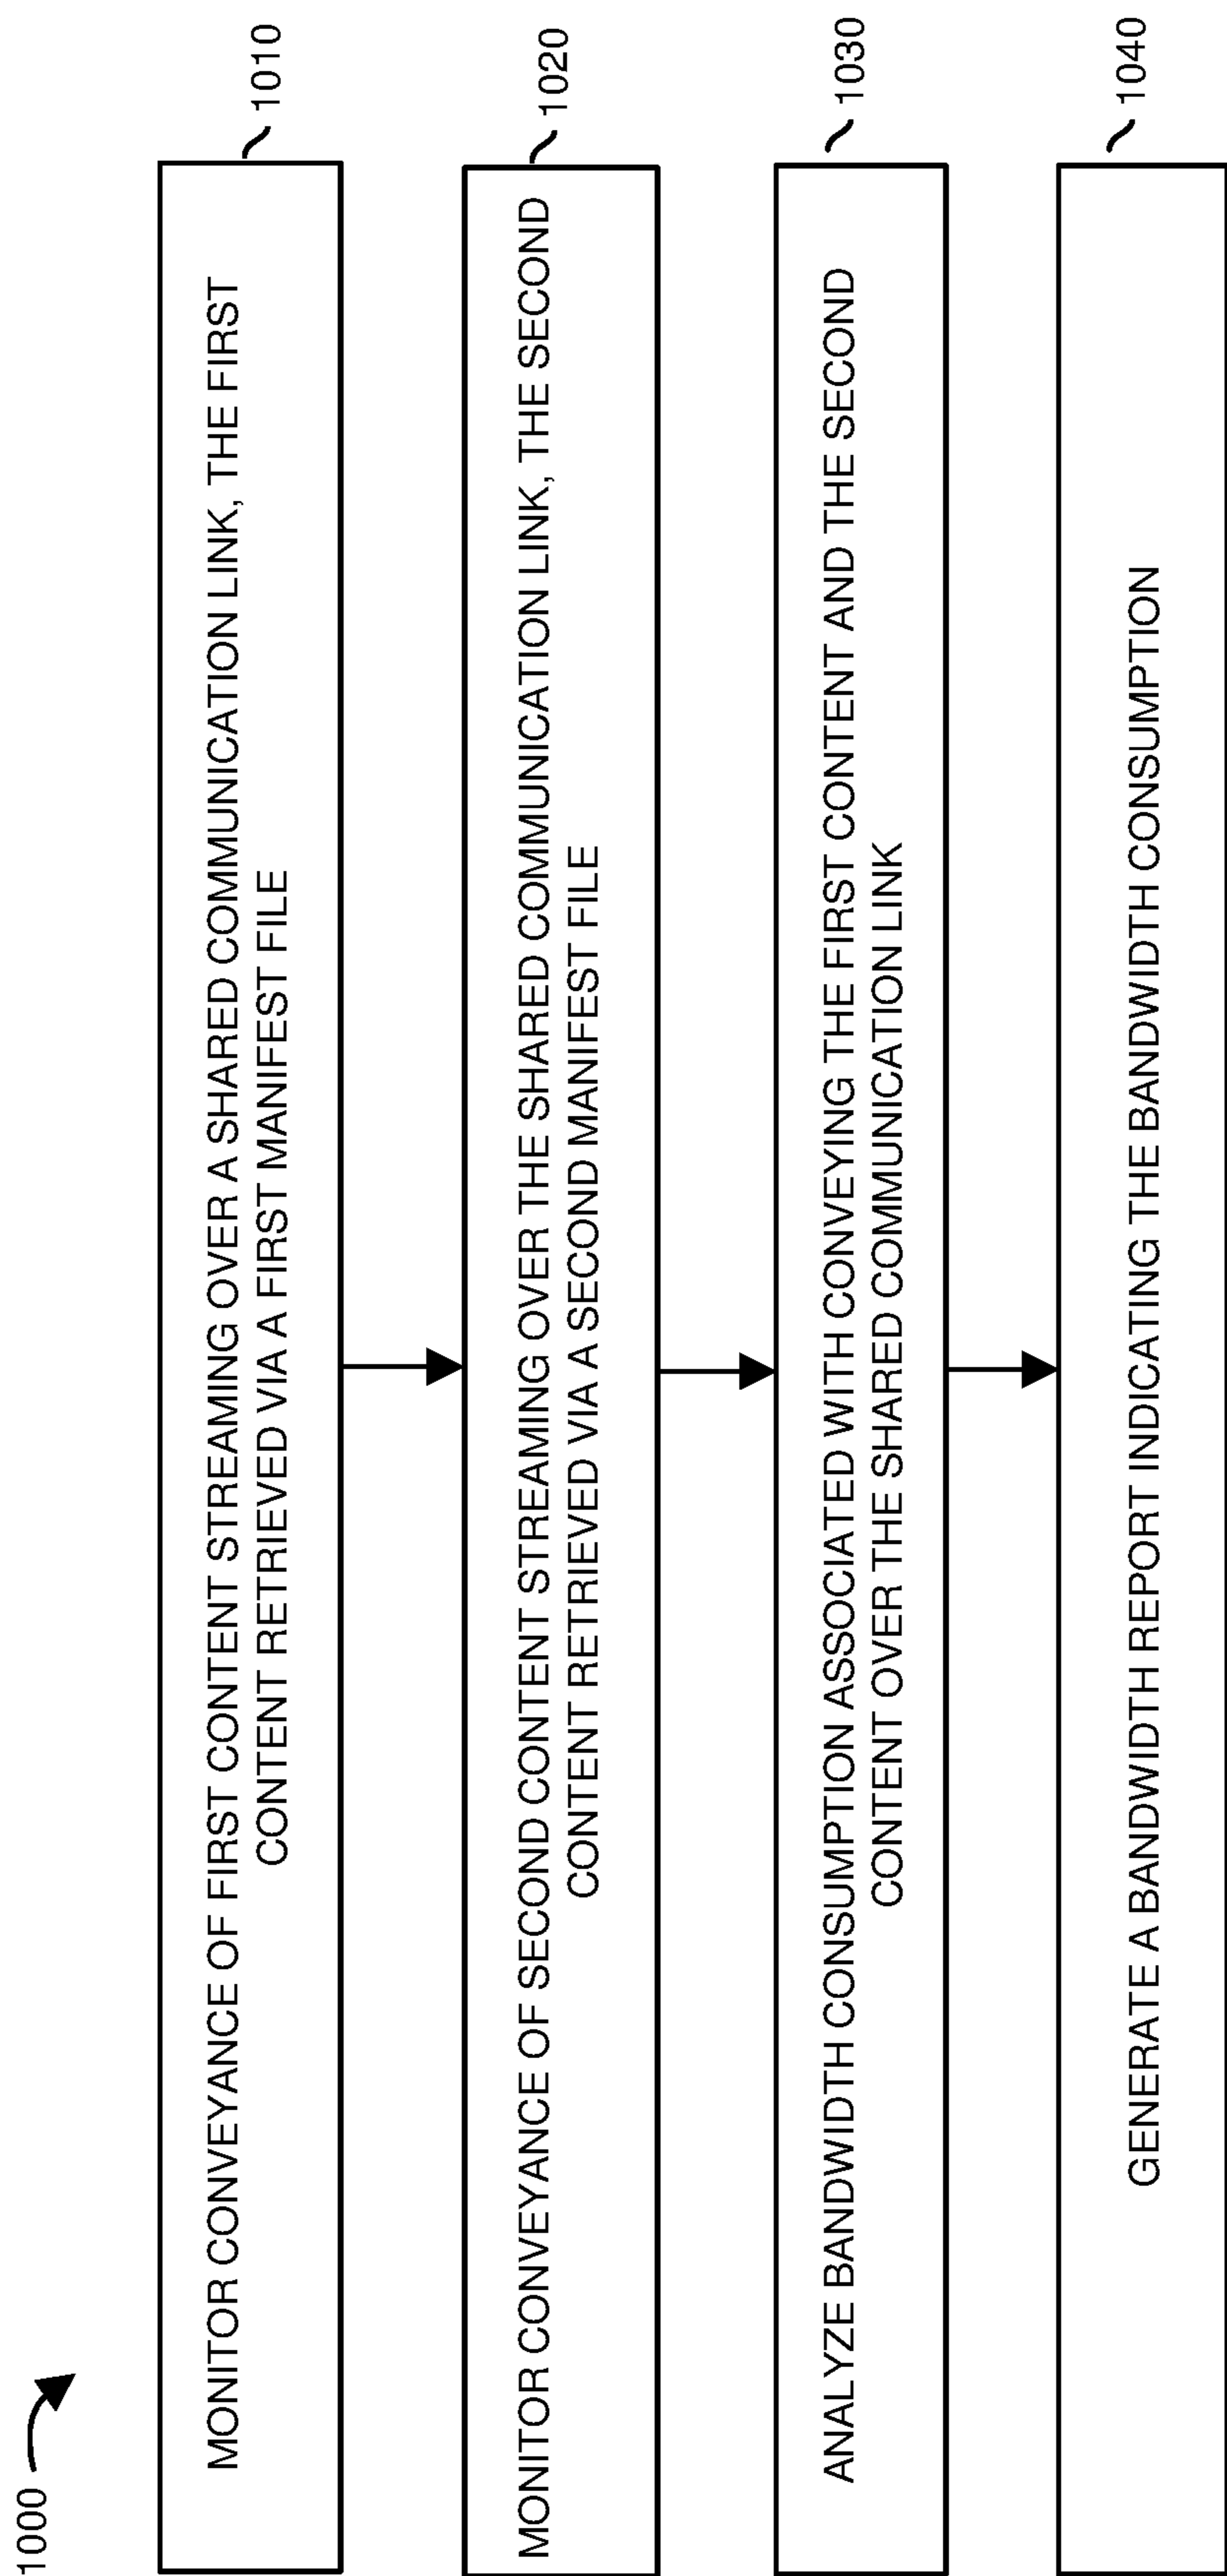 1000
MONITOR CONVEYANCE OF FIRST CONTENT STREAMING OVER A SHARED COMMUNICATION LINK, THE FIRST
CONTENT RETRIEVED VIA A FIRST MANIFEST FILE
1010
MONITOR CONVEYANCE OF SECOND CONTENT STREAMING OVER THE SHARED COMMUNICATION LINK, THE SECOND
CONTENT RETRIEVED VIA A SECOND MANIFEST FILE
1020
ANALYZE BANDWIDTH CONSUMPTION ASSOCIATED WITH CONVEYING THE FIRST CONTENT AND THE SECOND
CONTENT OVER THE SHARED COMMUNICATION LINK
1030
GENERATE A BANDWIDTH REPORT INDICATING THE BANDWIDTH CONSUMPTION
1040